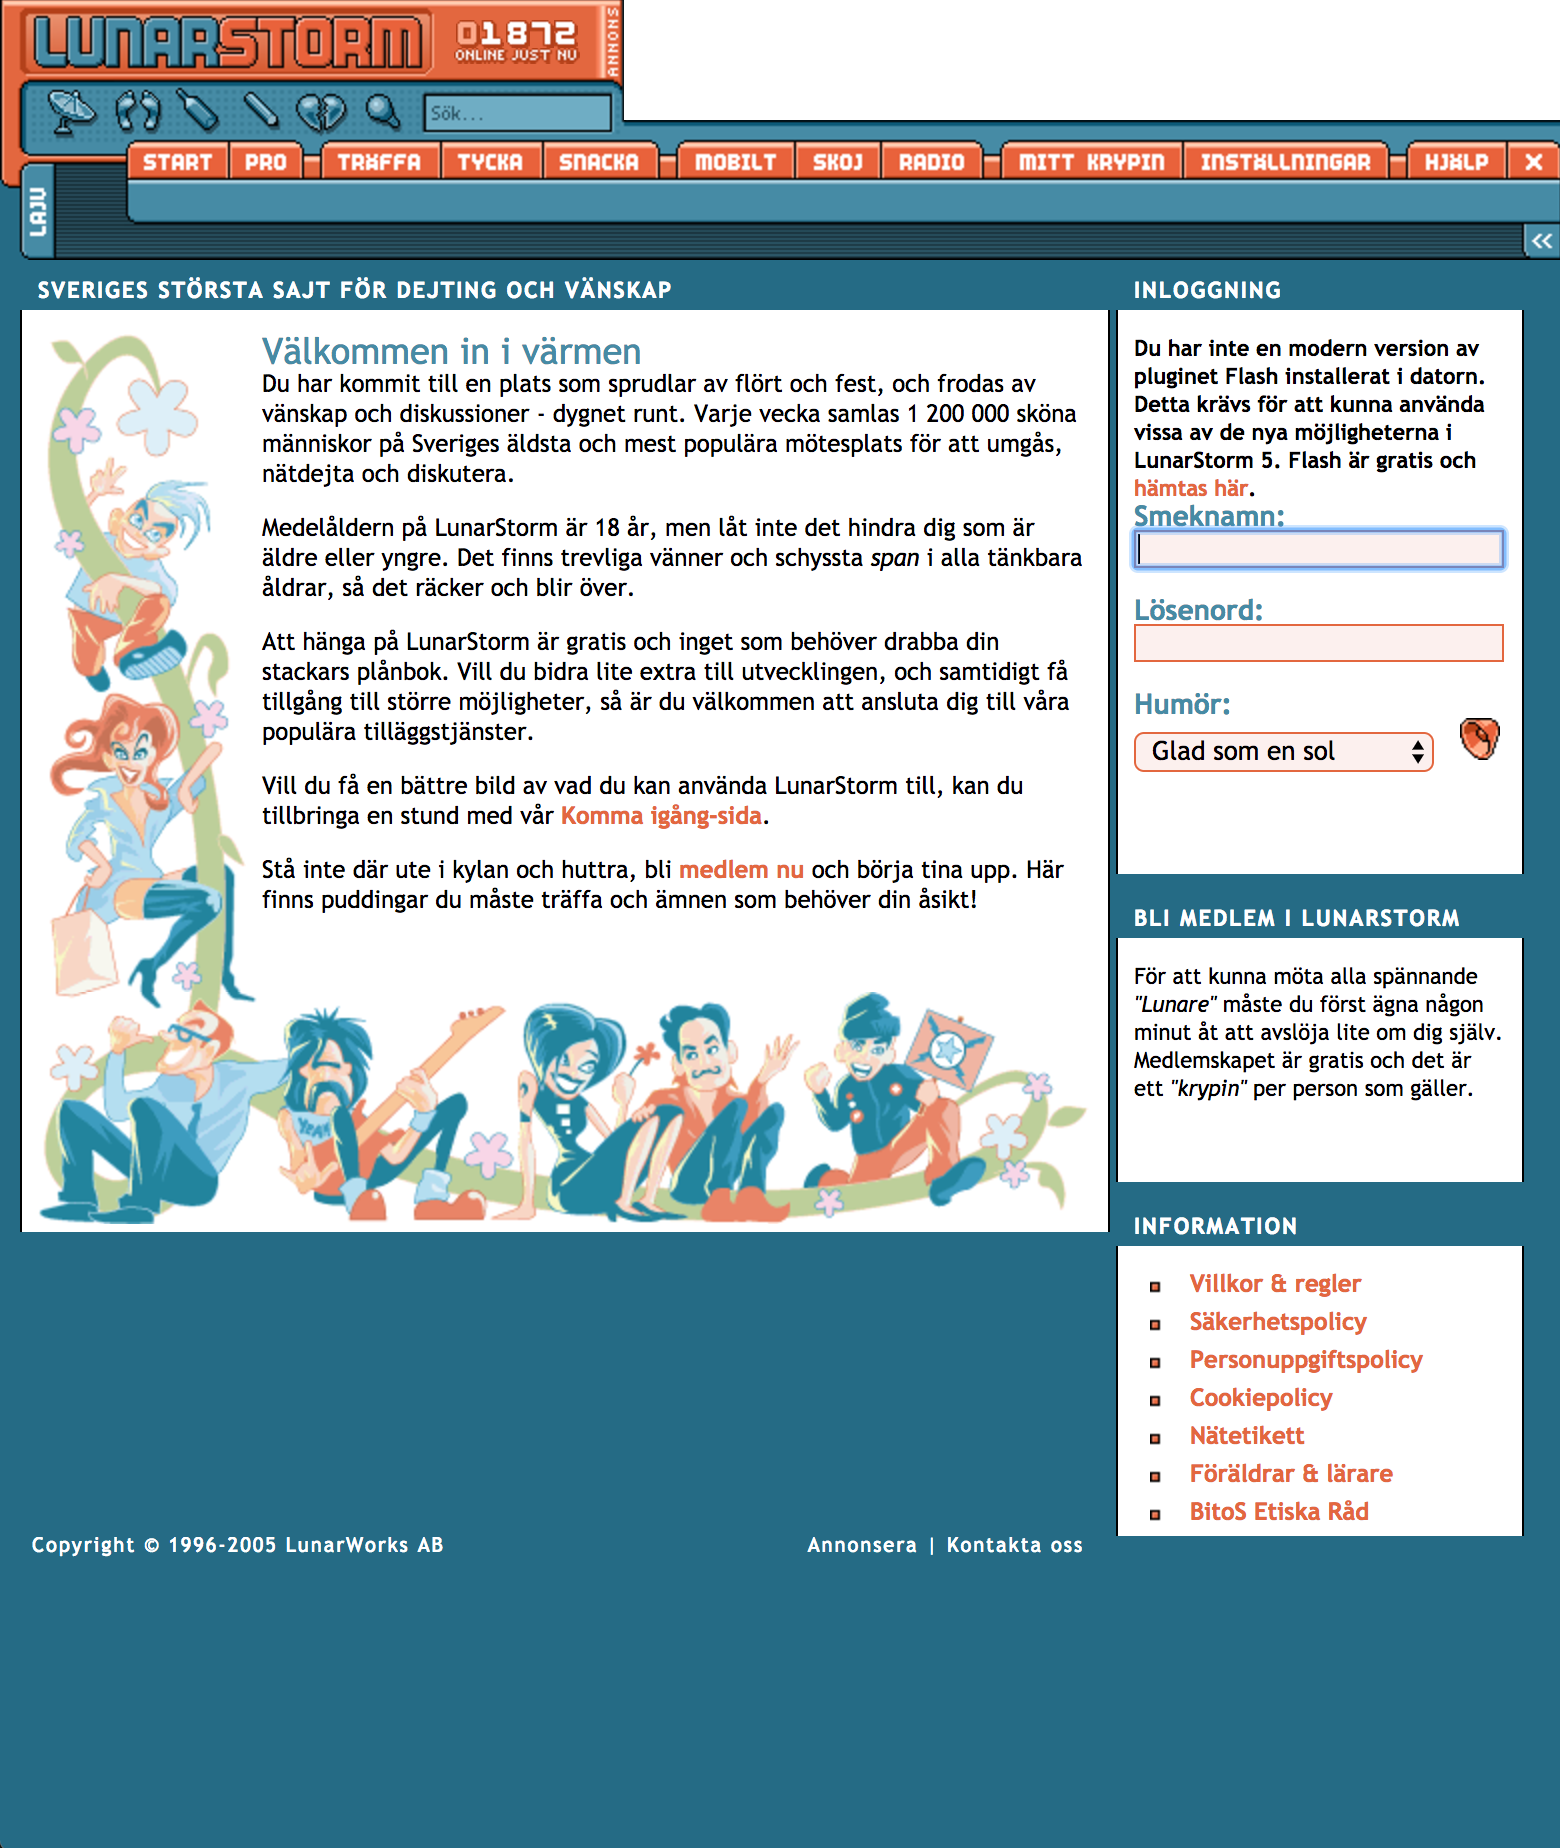 LUNARSTORM
01872
ONLINE JUST NU
ANNONS
Sök...
START PRO TRÄFFA TYCKA SNACKA MOBILT SKOJ RADIO MITT KRYPIN INSTÄLLNINGAR HJÄLP ×
LAJV
«
SVERIGES STÖRSTA SAJT FÖR DEJTING OCH VÄNSKAP
Välkommen in i värmen
Du har kommit till en plats som sprudlar av flört och fest, och frodas av
vänskap och diskussioner - dygnet runt. Varje vecka samlas 1 200 000 sköna
människor på Sveriges äldsta och mest populära mötesplats för att umgås,
nätdejta och diskutera.
Medelåldern på LunarStorm är 18 år, men låt inte det hindra dig som är
äldre eller yngre. Det finns trevliga vänner och schyssta span i alla tänkbara
åldrar, så det räcker och blir över.
Att hänga på LunarStorm är gratis och inget som behöver drabba din
stackars plånbok. Vill du bidra lite extra till utvecklingen, och samtidigt få
tillgång till större möjligheter, så är du välkommen att ansluta dig till våra
populära tilläggstjänster.
Vill du få en bättre bild av vad du kan använda LunarStorm till, kan du
tillbringa en stund med vår Komma igång-sida.
Stå inte där ute i kylan och huttra, bli medlem nu och börja tina upp. Här
finns puddingar du måste träffa och ämnen som behöver din åsikt!
YEAH
INLOGGNING
Du har inte en modern version av
pluginet Flash installerat i datorn.
Detta krävs för att kunna använda
vissa av de nya möjligheterna i
LunarStorm 5. Flash är gratis och
hämtas här.
Smeknamn:
Lösenord:
Humör:
Glad som en sol
BLI MEDLEM I LUNARSTORM
För att kunna möta alla spännande
"Lunare" måste du först ägna någon
minut åt att avslöja lite om dig själv.
Medlemskapet är gratis och det är
ett "krypin" per person som gäller.
INFORMATION
Villkor & regler
Säkerhetspolicy
Personuppgiftspolicy
Cookiepolicy
Nätetikett
Föräldrar & lärare
BitoS Etiska Råd
Copyright © 1996-2005 LunarWorks AB
Annonsera | Kontakta oss